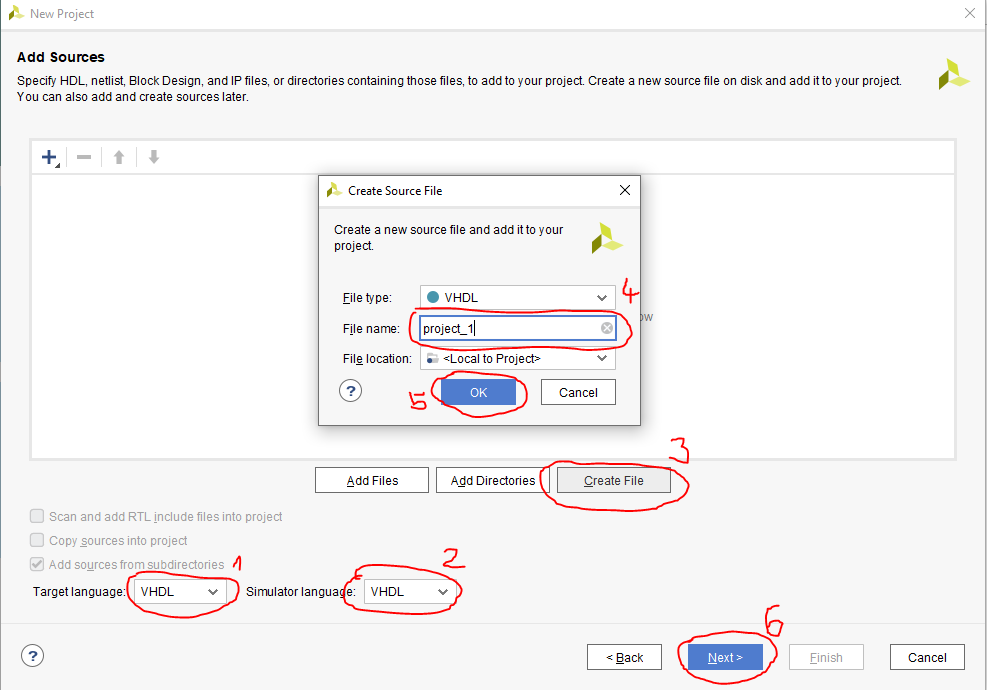 New Project
Add Sources
Specify HDL, netlist, Block Design, and IP files, or directories containing those files, to add to your project. Create a new source file on disk and add it to your project.
You can also add and create sources later.
Create Source File
Create a new source file and add it to your
project.
File type: VHDL 4
File name: project_1
File location: <Local to Project>
? 5 OK Cancel
3
Add Files Add Directories Create File
Scan and add RTL include files into project
Copy sources into project
Add sources from subdirectories 1 2
Target language: VHDL Simulator language: VHDL
6
? < Back Next > Finish Cancel